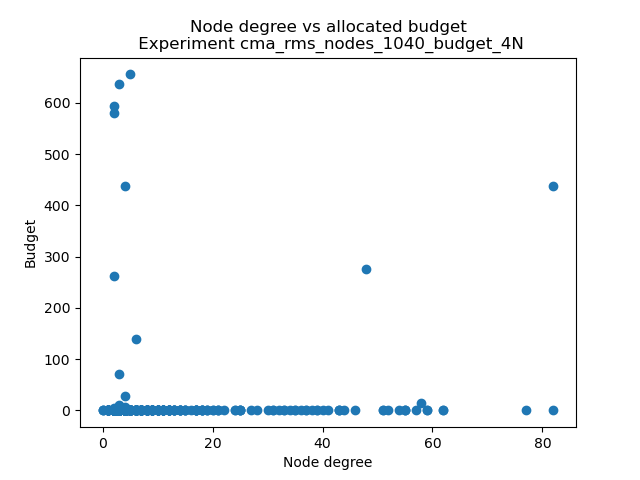 Node degree vs allocated budget
Experiment cma_rms_nodes_1040_budget_4N
Budget
600
500
400
300
200
100
0
0 20 40 60 80
Node degree